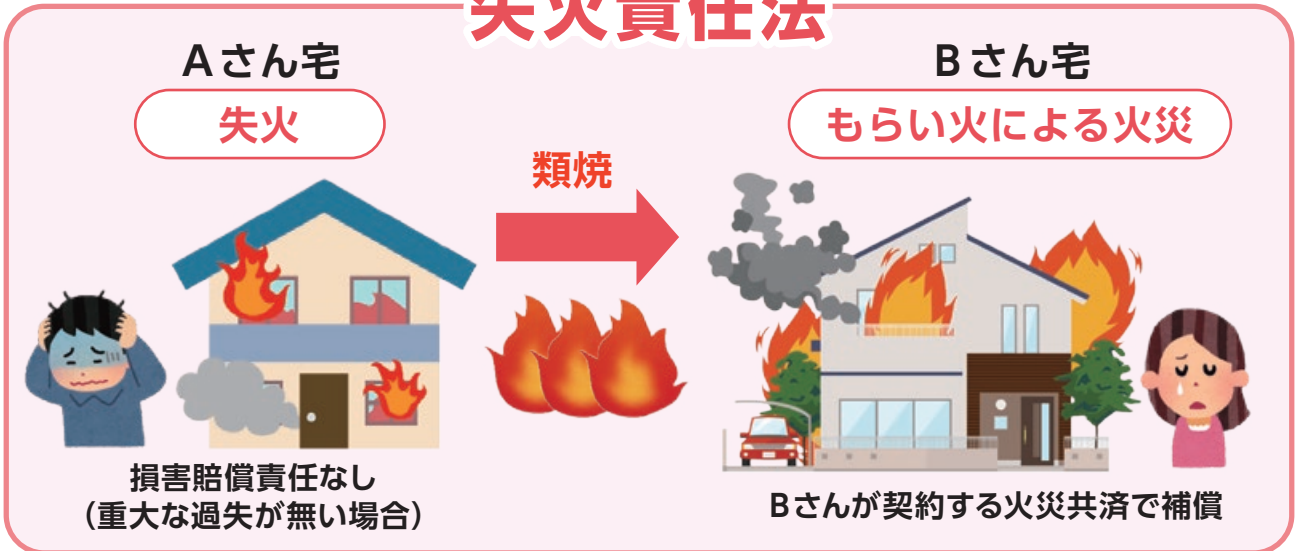 失火責任法
Aさん宅
失火
類焼
Bさん宅
もらい火による火災
損害賠償責任なし
（重大な過失が無い場合）
Bさんが契約する火災共済で補償